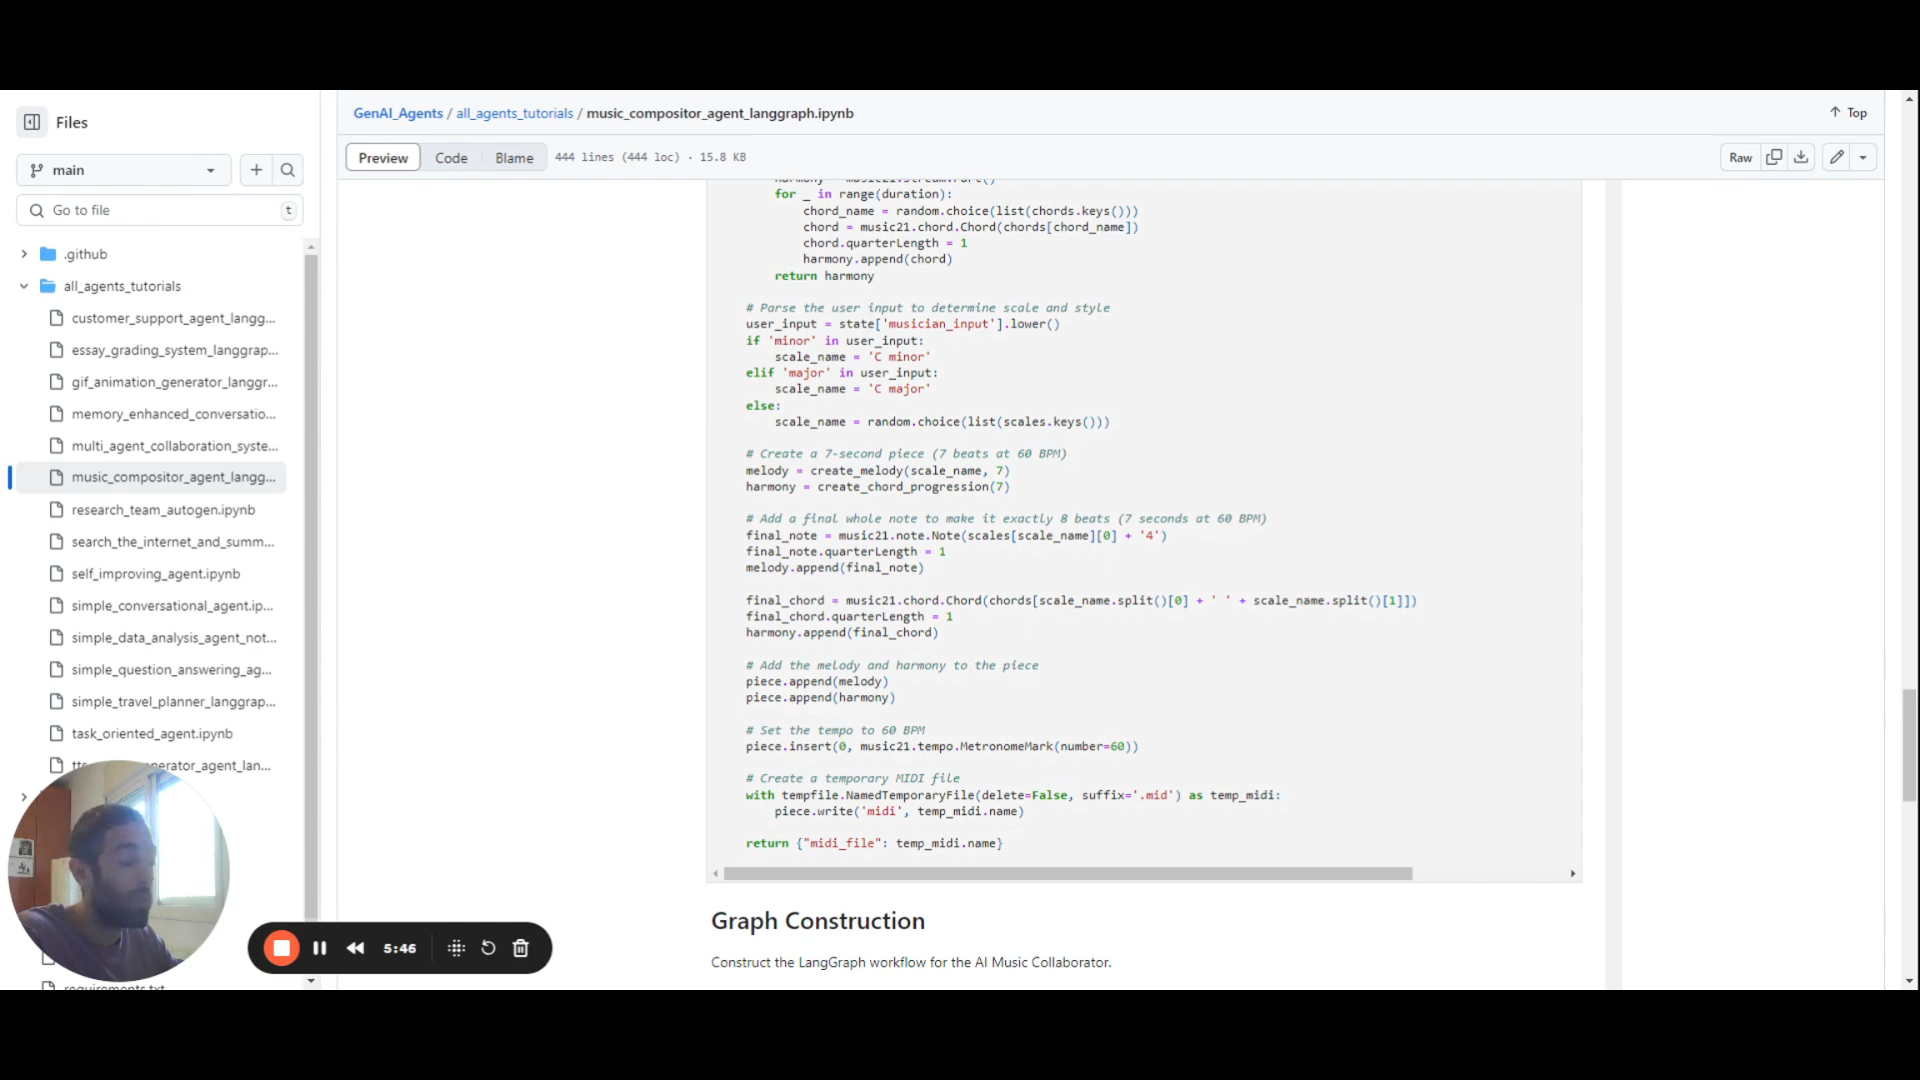 Files
main
Go to file
t
.github
all_agents_tutorials
customer_support_agent_langg...
essay_grading_system_langgrap...
gif_animation_generator_langgr...
memory_enhanced_conversatio...
multi_agent_collaboration_syste...
music_compositor_agent_langg...
research_team_autogen.ipynb
search_the_internet_and_summ...
self_improving_agent.ipynb
simple_conversational_agent.ip...
simple_data_analysis_agent_not...
simple_question_answering_ag...
simple_travel_planner_langgrap...
task_oriented_agent.ipynb
requirements.txt
5:46
GenAI_Agents / all_agents_tutorials / music_compositor_agent_langgraph.ipynb
Top
Preview Code Blame 444 lines (444 loc) · 15.8 KB
Raw
harmony = music21.stream.Part()
for _ in range(duration):
chord_name = random.choice(list(chords.keys()))
chord = music21.chord.Chord(chords[chord_name])
chord.quarterLength = 1
harmony.append(chord)
return harmony
# Parse the user input to determine scale and style
user_input = state['musician_input'].lower()
if 'minor' in user_input:
scale_name = 'C minor'
elif 'major' in user_input:
scale_name = 'C major'
else:
scale_name = random.choice(list(scales.keys()))
# Create a 7-second piece (7 beats at 60 BPM)
melody = create_melody(scale_name, 7)
harmony = create_chord_progression(7)
# Add a final whole note to make it exactly 8 beats (7 seconds at 60 BPM)
final_note = music21.note.Note(scales[scale_name][0] + '4')
final_note.quarterLength = 1
melody.append(final_note)
final_chord = music21.chord.Chord(chords[scale_name.split()[0] + ' ' + scale_name.split()[1]])
final_chord.quarterLength = 1
harmony.append(final_chord)
# Add the melody and harmony to the piece
piece.append(melody)
piece.append(harmony)
# Set the tempo to 60 BPM
piece.insert(0, music21.tempo.MetronomeMark(number=60))
# Create a temporary MIDI file
with tempfile.NamedTemporaryFile(delete=False, suffix='.mid') as temp_midi:
piece.write('midi', temp_midi.name)
return {"midi_file": temp_midi.name}
Graph Construction
Construct the LangGraph workflow for the AI Music Collaborator.